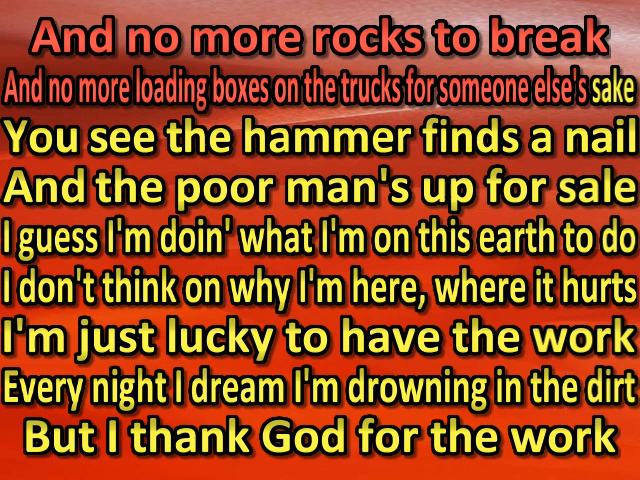 And no more rocks to break
And no more loading boxes on the trucks for someone else's sake
You see the hammer finds a nail
And the poor man's up for sale
I guess I'm doin' what I'm on this earth to do
I don't think on why I'm here, where it hurts
I'm just lucky to have the work
Every night I dream I'm drowning in the dirt
But I thank God for the work